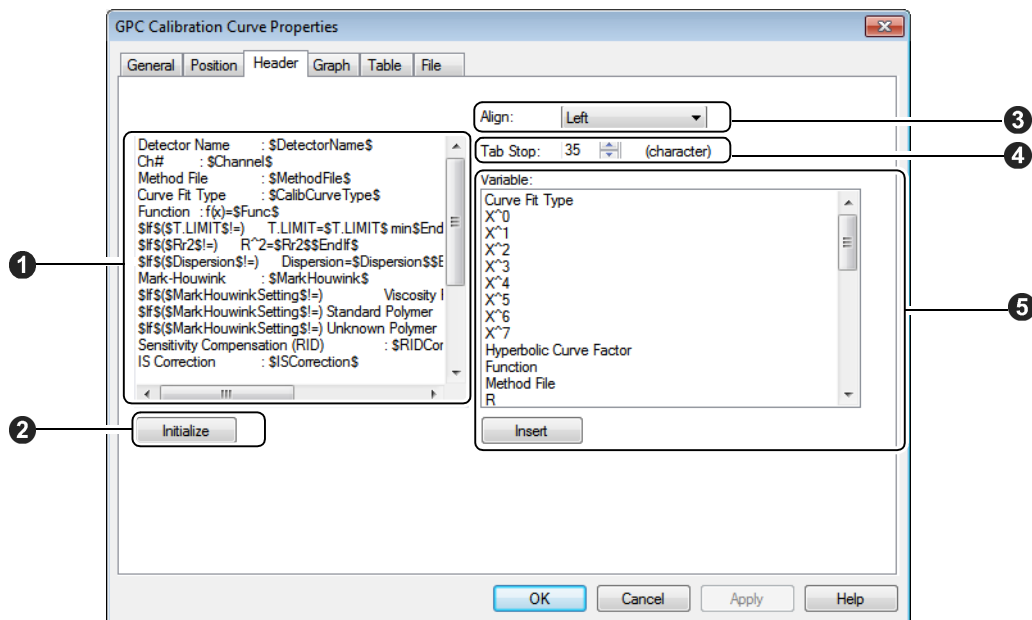 GPC Calibration Curve Properties
General Position Header Graph Table File
Align: Left
3
Tab Stop: 35 (character)
4
Detector Name : $DetectorName$
Ch# : $Channel$
Method File : $MethodFile$
Curve Fit Type : $CalibCurveType$
Function : f(x)=$Func$
$If$($T.LIMIT$!=) T.LIMIT=$T.LIMIT$ min$End
$If$($Rr2$!=) R^2=$Rr2$$EndIf$
$If$($Dispersion$!=) Dispersion=$Dispersion$$E
Mark-Houwink : $MarkHouwink$
$If$($MarkHouwinkSetting$!=) Viscosity I
$If$($MarkHouwinkSetting$!=) Standard Polymer
$If$($MarkHouwinkSetting$!=) Unknown Polymer
Sensitivity Compensation (RID) : $RIDCor
IS Correction : $ISCorrection$
1
Initialize
2
Variable:
Curve Fit Type
X^0
X^1
X^2
X^3
X^4
X^5
X^6
X^7
Hyperbolic Curve Factor
Function
Method File
R
5
Insert
OK Cancel Apply Help